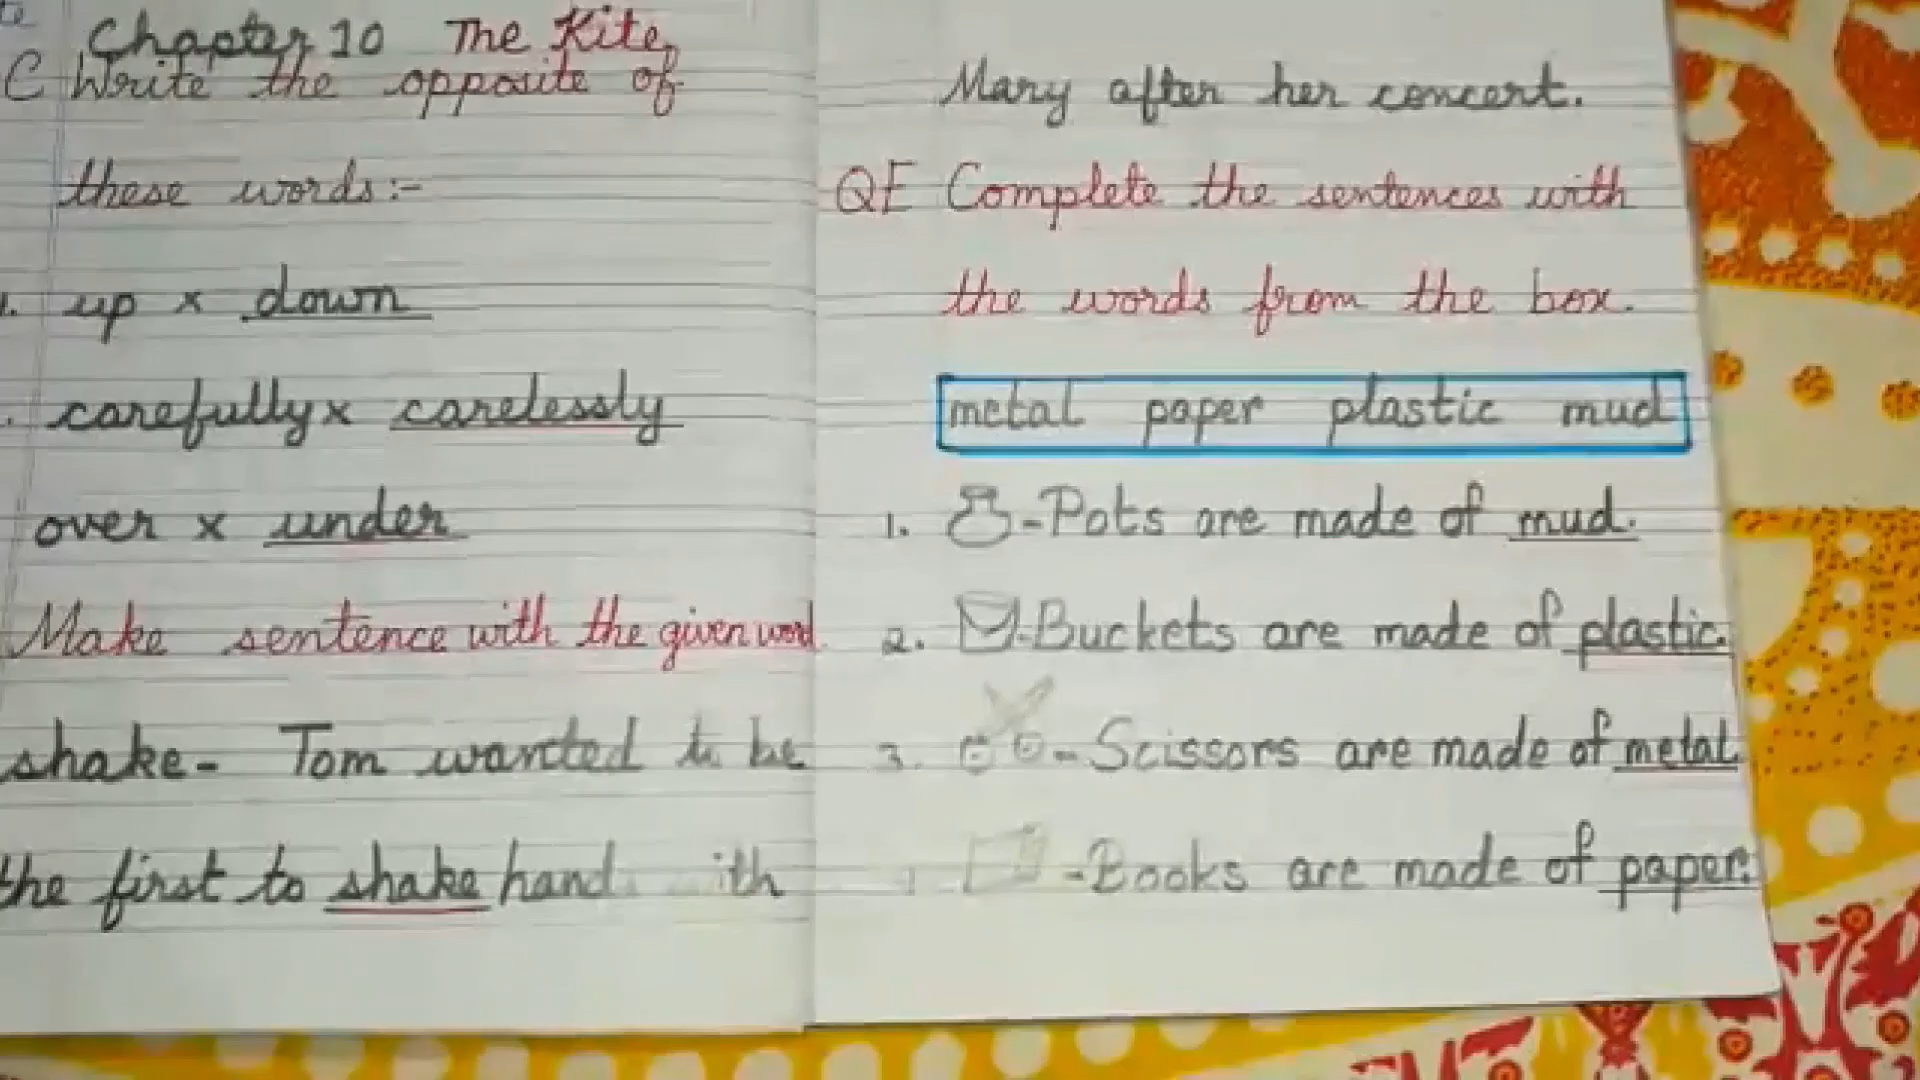 Chapter 10 The Kite
C Write the opposite of
these words:-
1. up x down
carefully x carelessly
over x under
Make sentence with the given word
shake- Tom wanted to be
the first to shake hand with
Mary after her concert.
QE Complete the sentences with
the words from the box.
metal paper plastic mud
1. -Pots are made of mud.
2. -Buckets are made of plastic.
3. -Scissors are made of metal
-Books are made of paper.